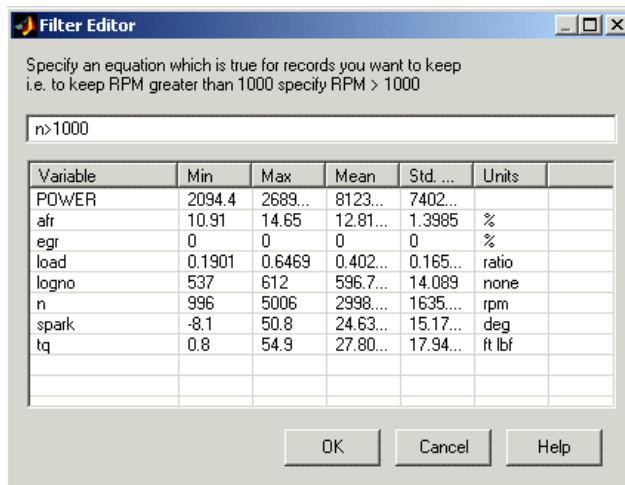 Filter Editor
Specify an equation which is true for records you want to keep
i.e. to keep RPM greater than 1000 specify RPM > 1000
n>1000
Variable Min Max Mean Std. ... Units
POWER 2094.4 2689... 8123... 7402...
afr 10.91 14.65 12.81... 1.3985 %
egr 0 0 0 0 %
load 0.1901 0.6469 0.402... 0.165... ratio
logno 537 612 596.7... 14.089 none
n 996 5006 2998.... 1635.... rpm
spark -8.1 50.8 24.63... 15.17... deg
tq 0.8 54.9 27.80... 17.94... ft lbf
OK Cancel Help